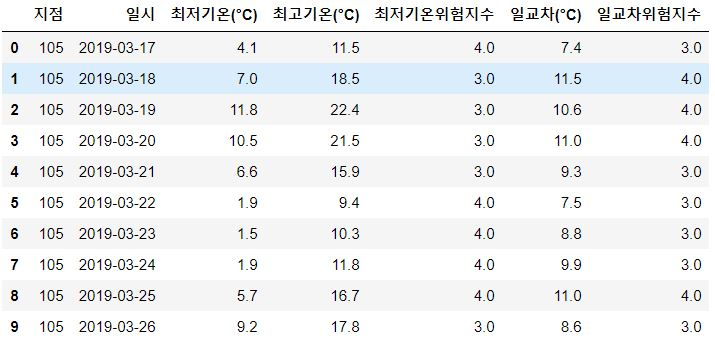 지점 일시 최저기온(°C) 최고기온(°C) 최저기온위험지수 일교차(°C) 일교차위험지수
0 105 2019-03-17 4.1 11.5 4.0 7.4 3.0
1 105 2019-03-18 7.0 18.5 3.0 11.5 4.0
2 105 2019-03-19 11.8 22.4 3.0 10.6 4.0
3 105 2019-03-20 10.5 21.5 3.0 11.0 4.0
4 105 2019-03-21 6.6 15.9 3.0 9.3 3.0
5 105 2019-03-22 1.9 9.4 4.0 7.5 3.0
6 105 2019-03-23 1.5 10.3 4.0 8.8 3.0
7 105 2019-03-24 1.9 11.8 4.0 9.9 3.0
8 105 2019-03-25 5.7 16.7 4.0 11.0 4.0
9 105 2019-03-26 9.2 17.8 3.0 8.6 3.0